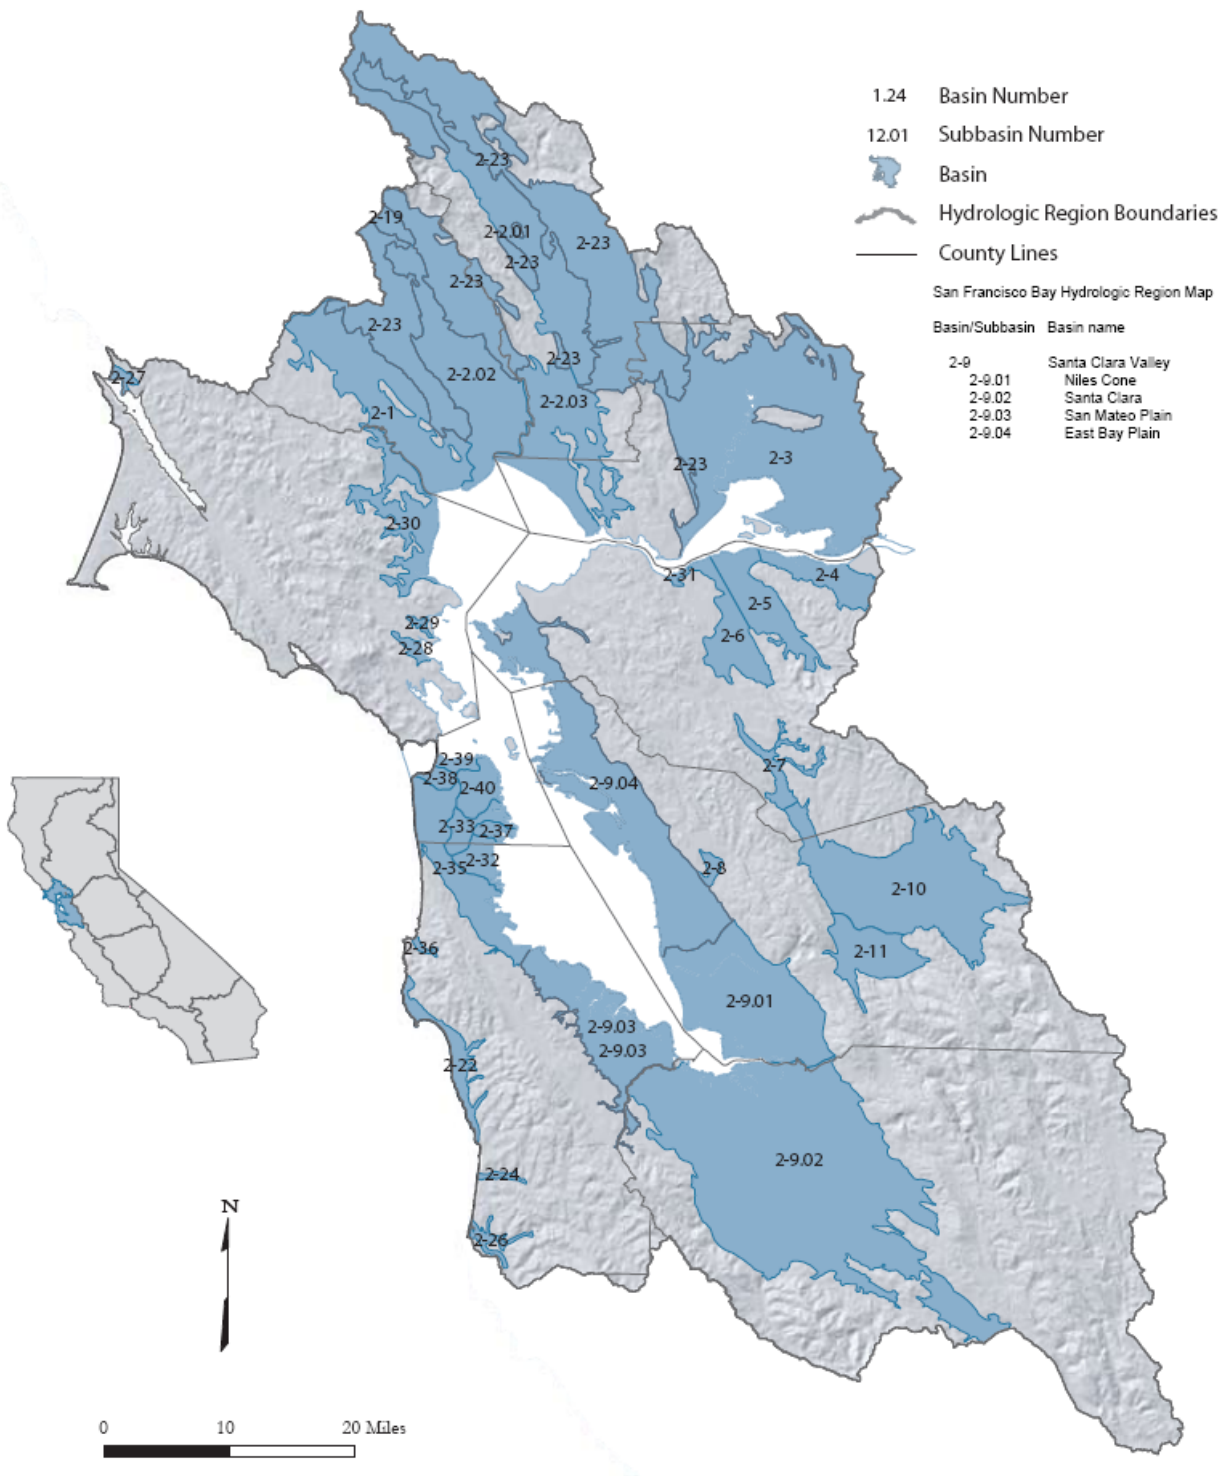 1.24 Basin Number
12.01 Subbasin Number
Basin
Hydrologic Region Boundaries
County Lines
San Francisco Bay Hydrologic Region Map
Basin/Subbasin Basin name
2-9 Santa Clara Valley
2-9.01 Niles Cone
2-9.02 Santa Clara
2-9.03 San Mateo Plain
2-9.04 East Bay Plain
2-23
2-19
2-2.01
2-23
2-23
2-23
2-23
2-23
2-27
2-2.02
2-2.03
2-1
2-23
2-3
2-30
2-31
2-4
2-5
2-29
2-6
2-28
2-39
2-7
2-38
2-40
2-9.04
2-33
2-37
2-35
2-32
2-8
2-10
2-36
2-11
2-9.01
2-9.03
2-9.03
2-22
2-9.02
2-24
2-26
N
0 10 20 Miles